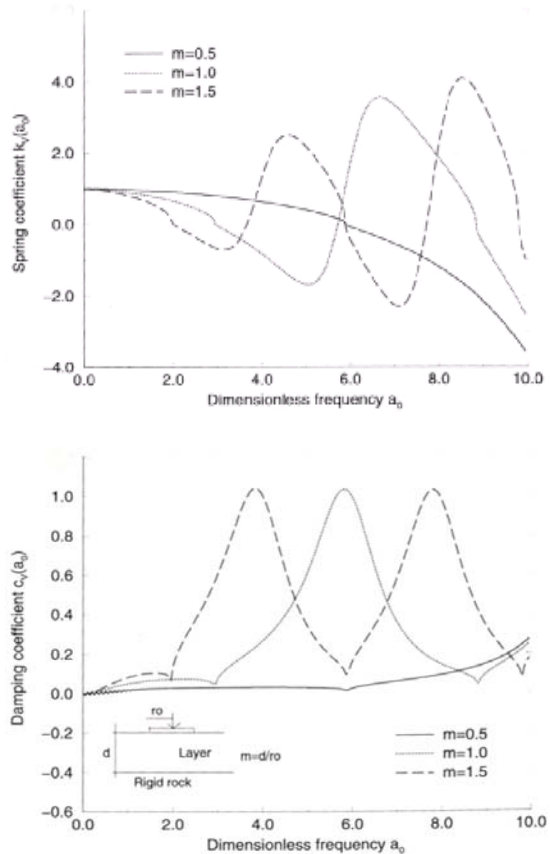 m=0.5
m=1.0
m=1.5
Spring coefficient kᵥ(a₀)
4.0
2.0
0.0
−2.0
−4.0
0.0 2.0 4.0 6.0 8.0 10.0
Dimensionless frequency a₀
Damping coefficient cᵥ(a₀)
1.0
0.8
0.6
0.4
0.2
0.0
−0.2
−0.4
−0.6
ro
d
Layer
m=d/ro
Rigid rock
m=0.5
m=1.0
m=1.5
0.0 2.0 4.0 6.0 8.0 10.0
Dimensionless frequency a₀